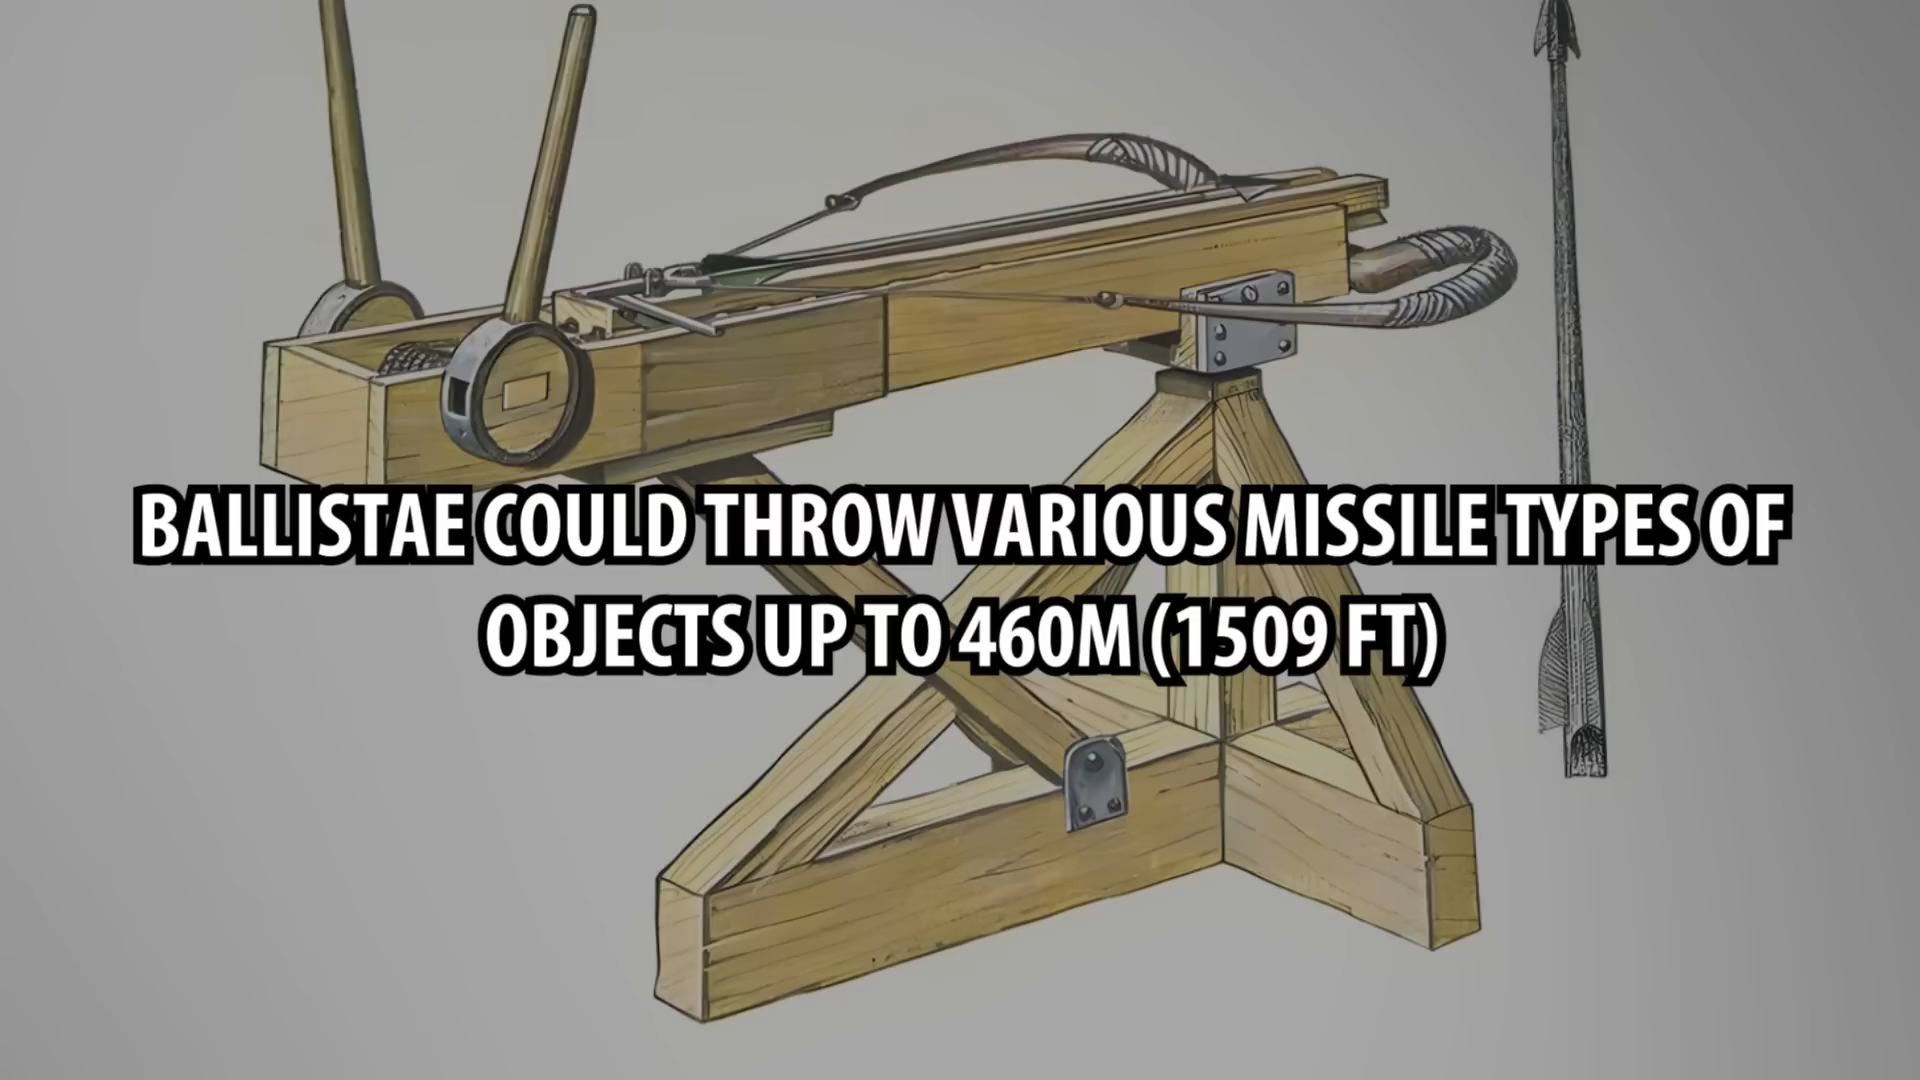 BALLISTAE COULD THROW VARIOUS MISSILE TYPES OF
OBJECTS UP TO 460M (1509 FT)